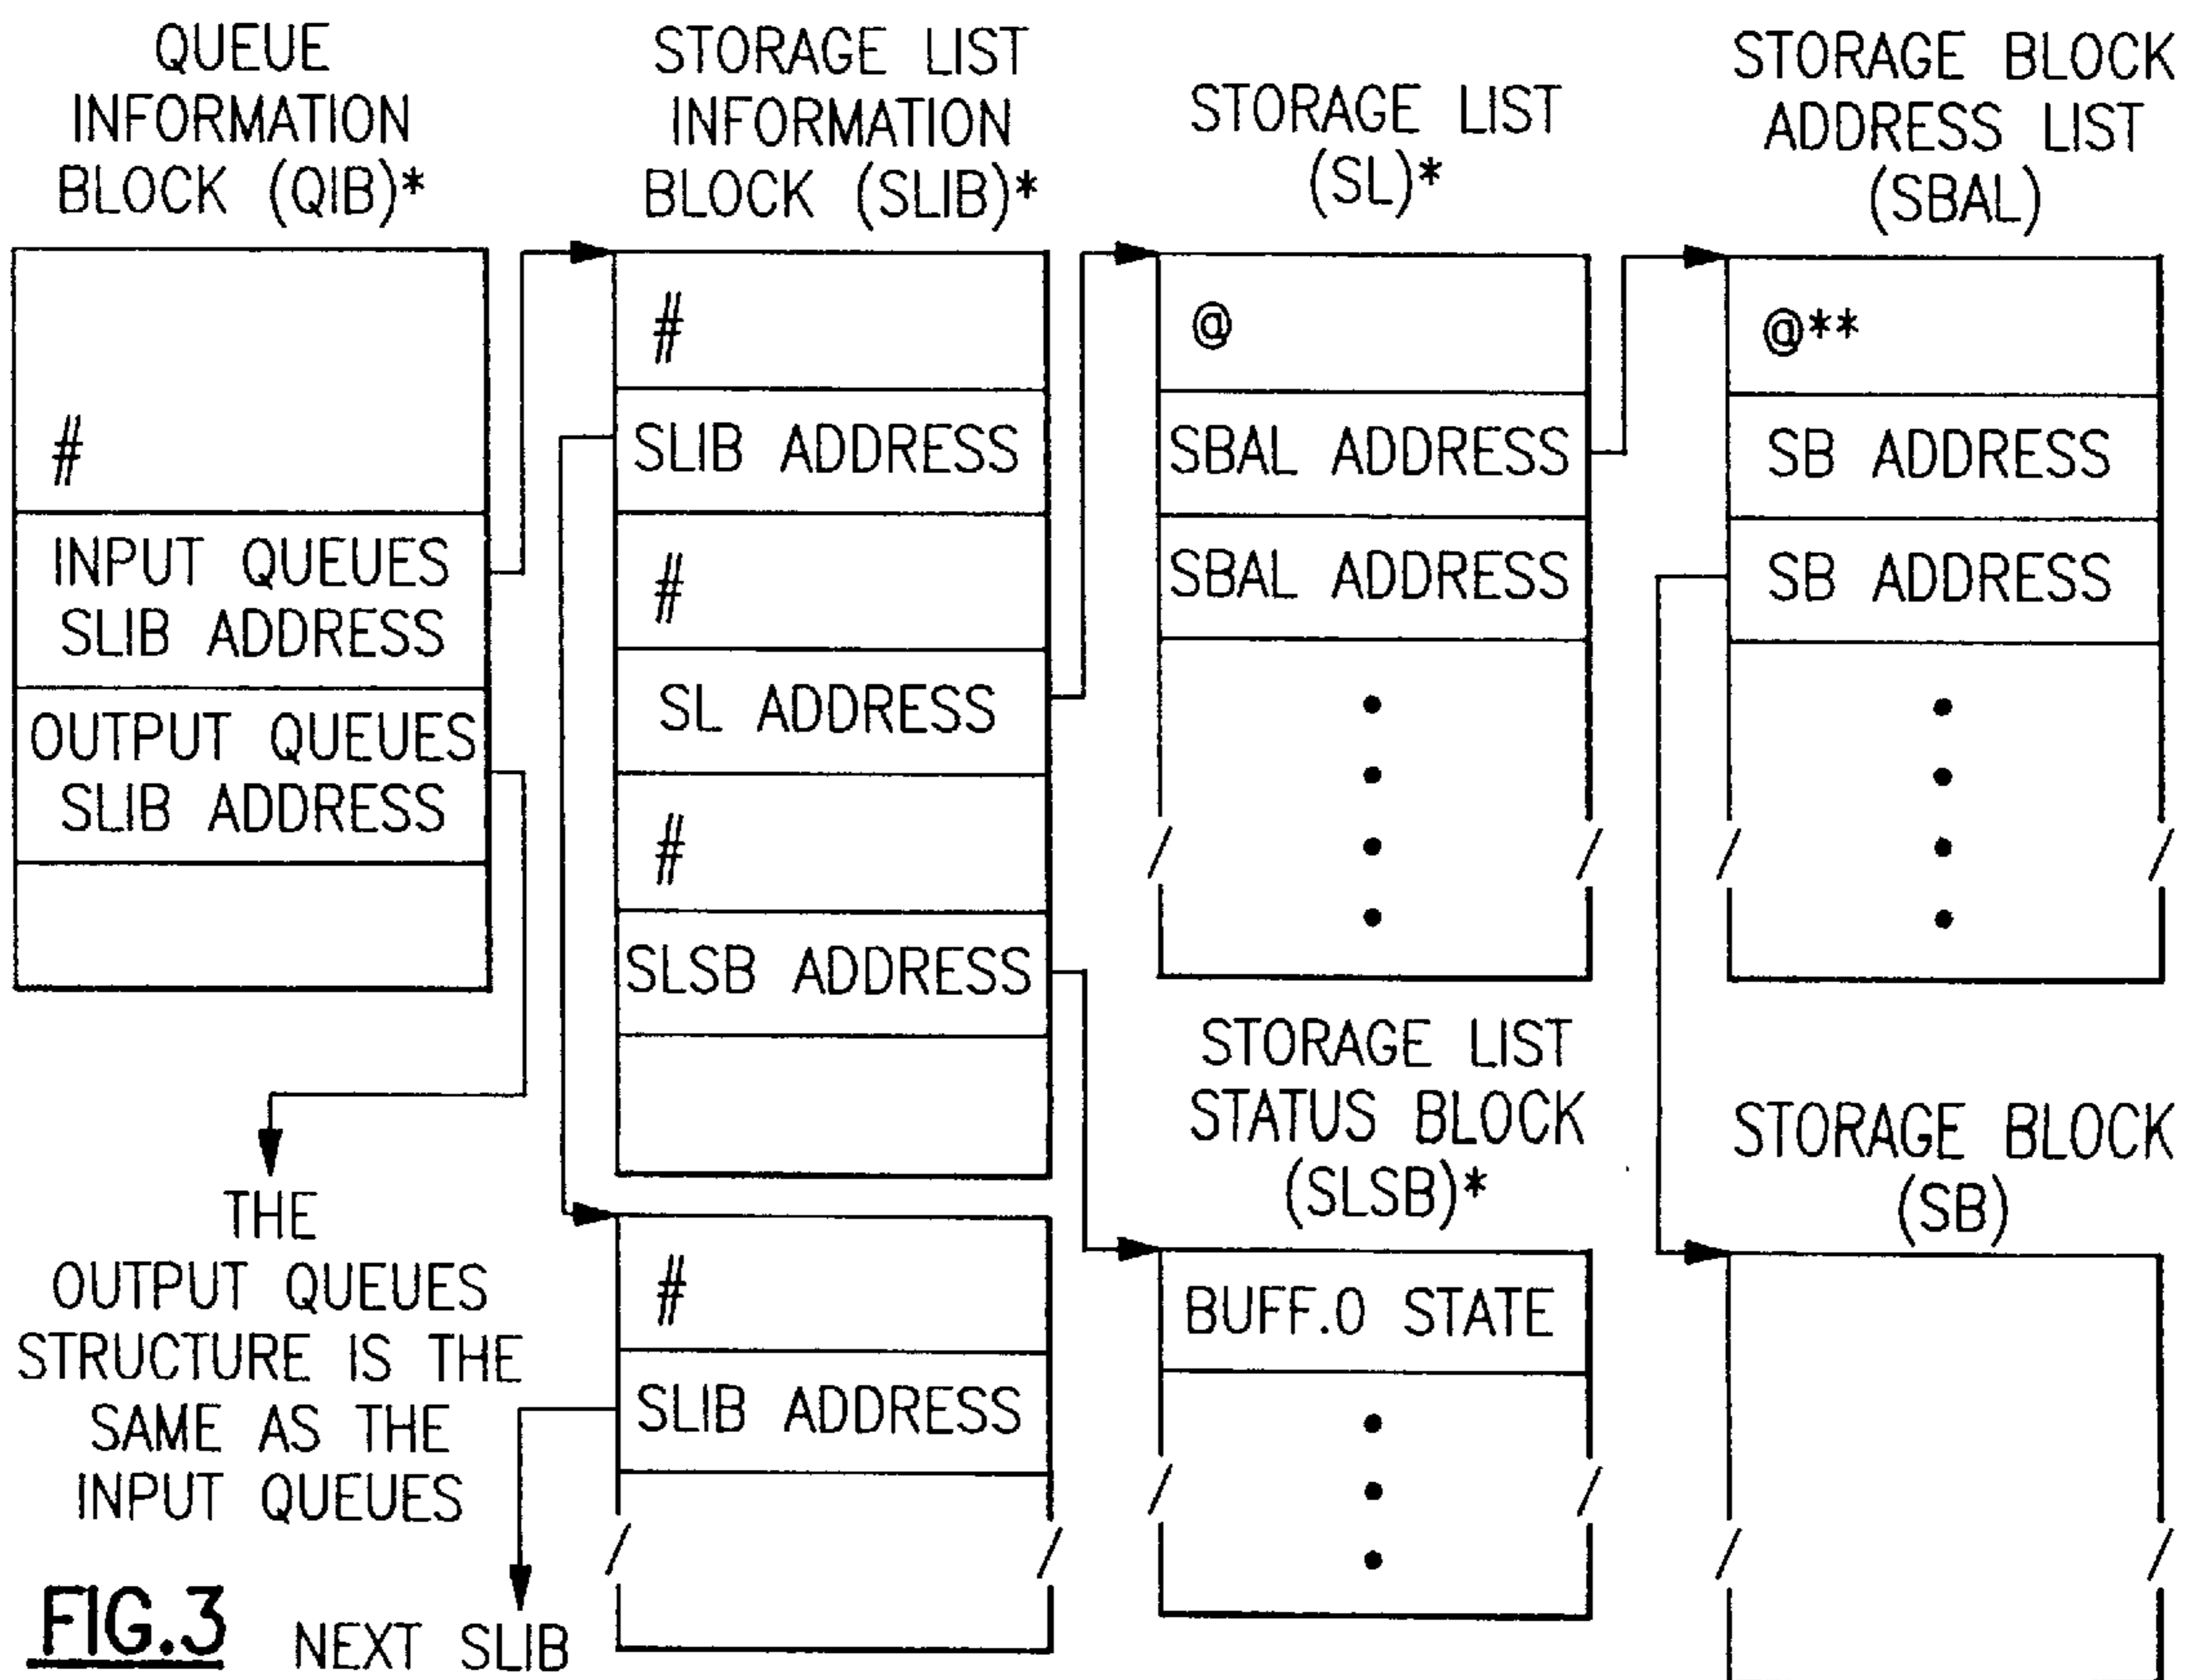 QUEUE
INFORMATION
BLOCK (QIB)*
#
INPUT QUEUES
SLIB ADDRESS
OUTPUT QUEUES
SLIB ADDRESS
THE
OUTPUT QUEUES
STRUCTURE IS THE
SAME AS THE
INPUT QUEUES
STORAGE LIST
INFORMATION
BLOCK (SLIB)*
#
SLIB ADDRESS
#
SL ADDRESS
#
SLSB ADDRESS
#
SLIB ADDRESS
NEXT SLIB
STORAGE LIST
(SL)*
@
SBAL ADDRESS
SBAL ADDRESS
STORAGE LIST
STATUS BLOCK
(SLSB)*
BUFF.0 STATE
STORAGE BLOCK
ADDRESS LIST
(SBAL)
@**
SB ADDRESS
SB ADDRESS
STORAGE BLOCK
(SB)
FIG.3